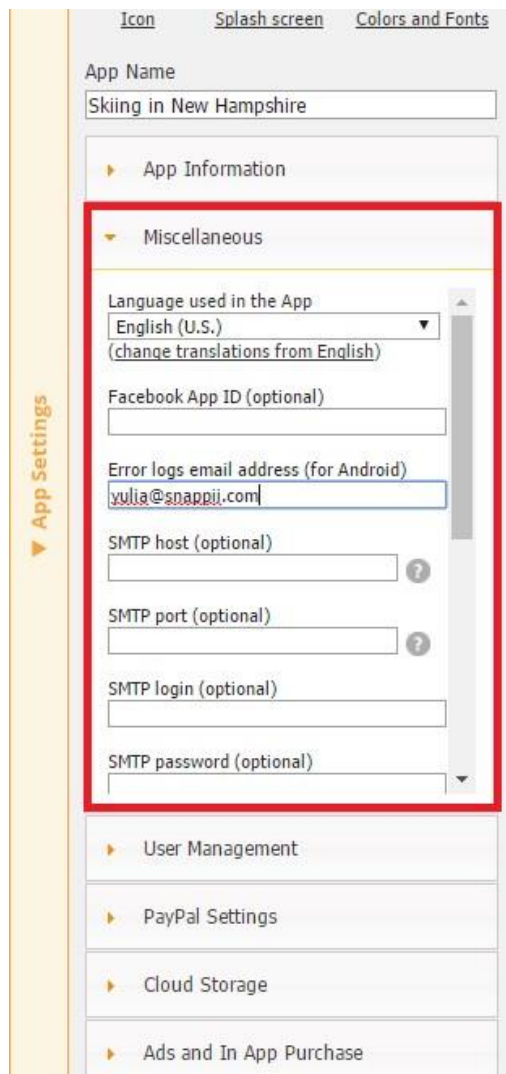 Icon Splash screen Colors and Fonts
App Name
Skiing in New Hampshire
App Information
Miscellaneous
Language used in the App
English (U.S.)
(change translations from English)
Facebook App ID (optional)
Error logs email address (for Android)
yulia@snappii.com
SMTP host (optional)
?
SMTP port (optional)
?
SMTP login (optional)
SMTP password (optional)
App Settings
User Management
PayPal Settings
Cloud Storage
Ads and In App Purchase